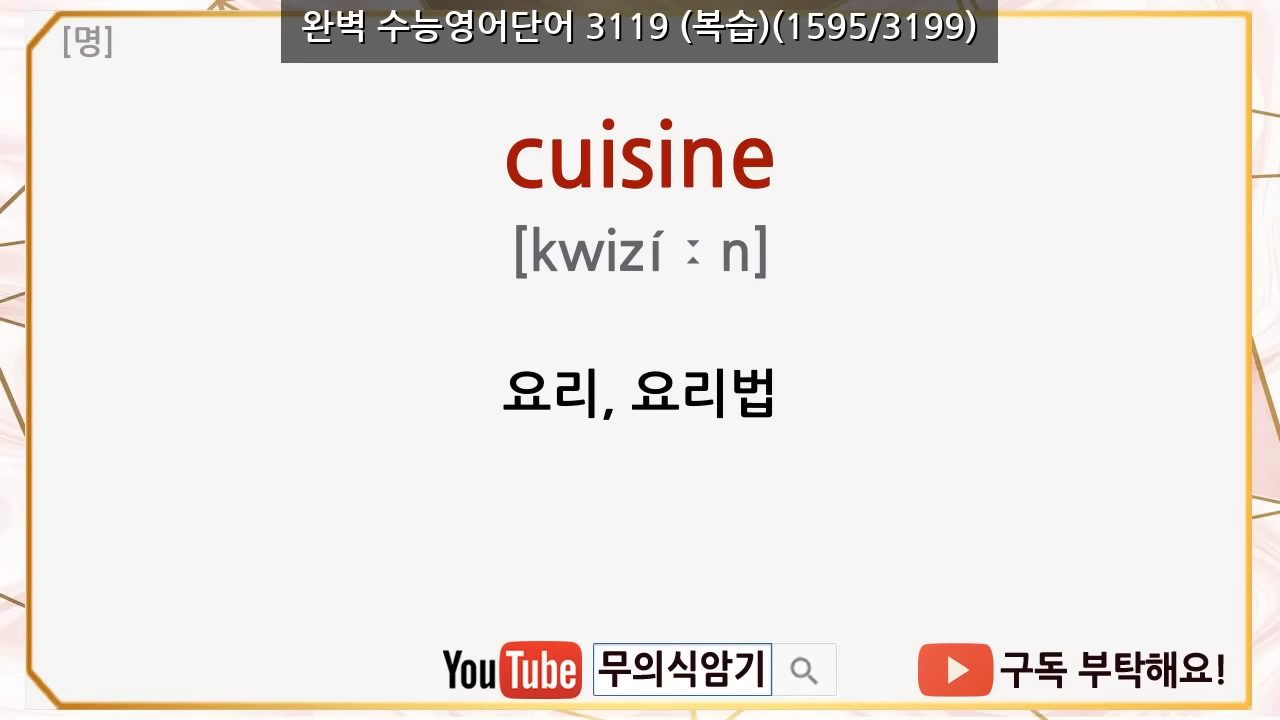 완벽 수능영어단어 3119 (복습)(1595/3199)
[명]
cuisine
[kwizíːn]
요리, 요리법
YouTube 무의식암기 구독 부탁해요!